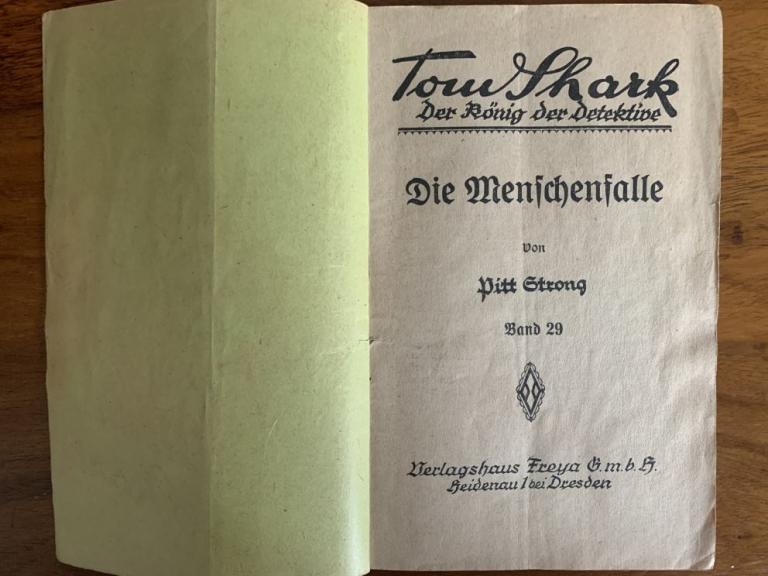 Tom Shark
Der König der Detektive
Die Menschenfalle
von
Pitt Strong
Band 29
Verlagshaus Freya G.m.b.H.
Heidenau 1 bei Dresden